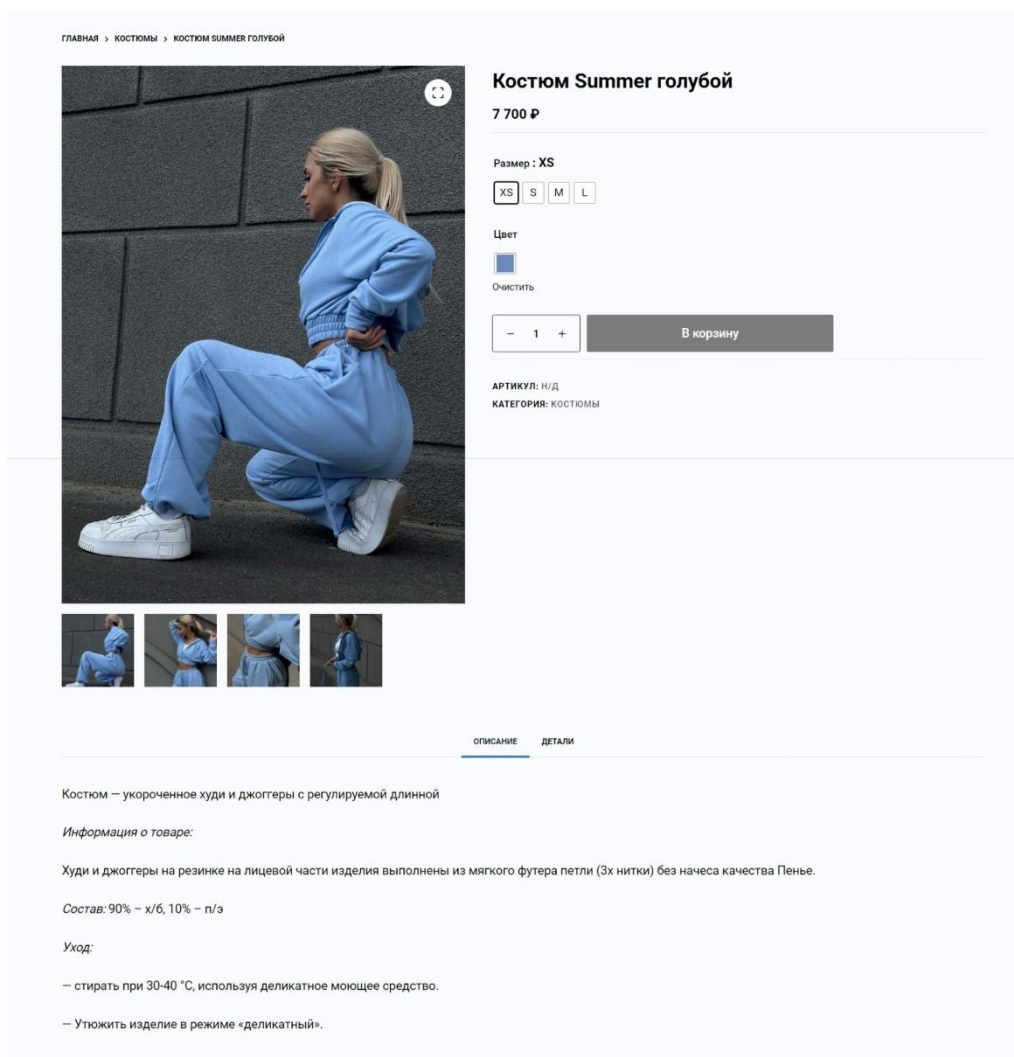 ГЛАВНАЯ > КОСТЮМЫ > КОСТЮМ SUMMER ГОЛУБОЙ
Костюм Summer голубой
7 700 ₽
Размер : XS
XS S M L
Цвет
Очистить
– 1 + В корзину
АРТИКУЛ: Н/Д
КАТЕГОРИЯ: КОСТЮМЫ
ОПИСАНИЕ ДЕТАЛИ
Костюм — укороченное худи и джоггеры с регулируемой длинной
Информация о товаре:
Худи и джоггеры на резинке на лицевой части изделия выполнены из мягкого футера петли (3х нитки) без начеса качества Пенье.
Состав: 90% – х/б, 10% – п/э
Уход:
— стирать при 30-40 °C, используя деликатное моющее средство.
— Утюжить изделие в режиме «деликатный».